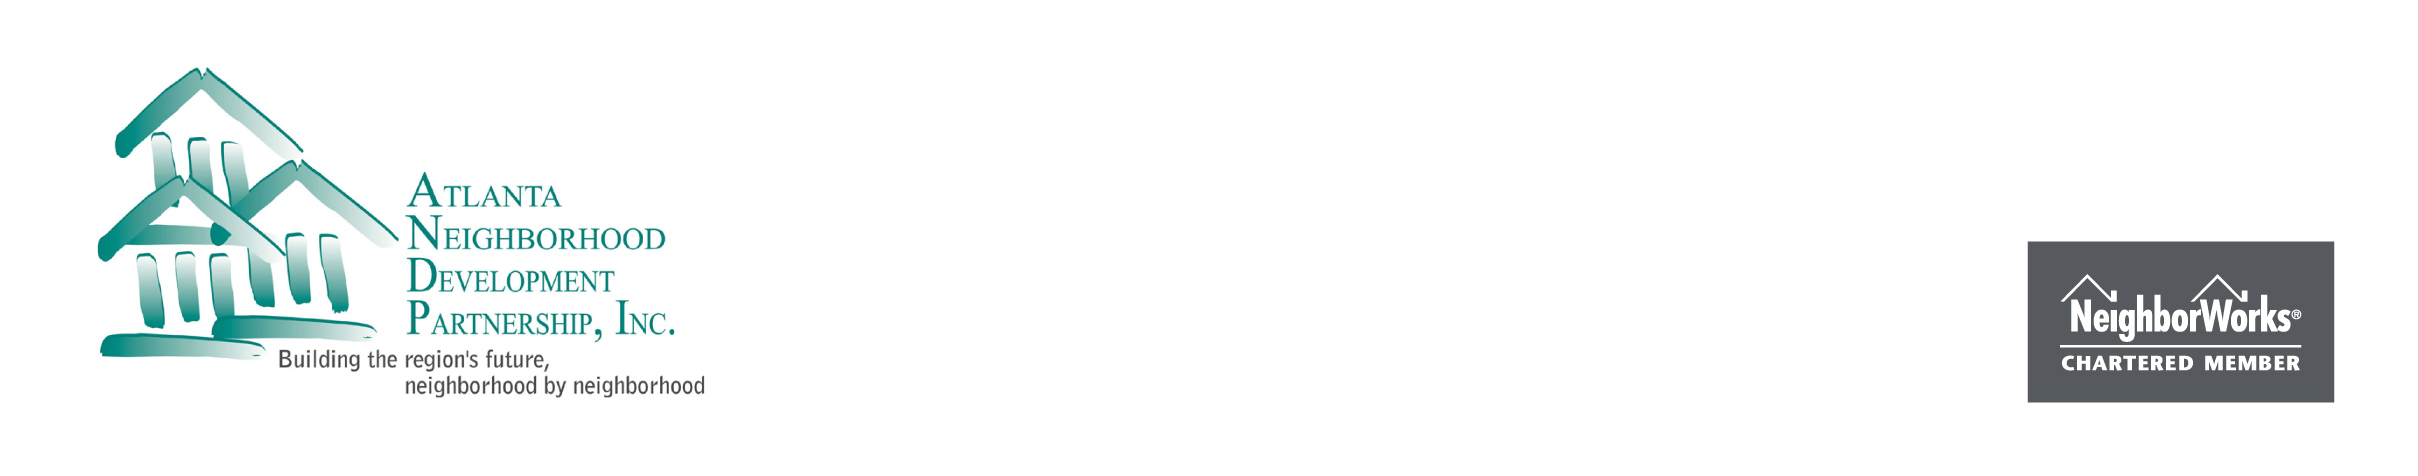 Atlanta
Neighborhood
Development
Partnership, Inc.
Building the region's future,
neighborhood by neighborhood
NeighborWorks®
CHARTERED MEMBER